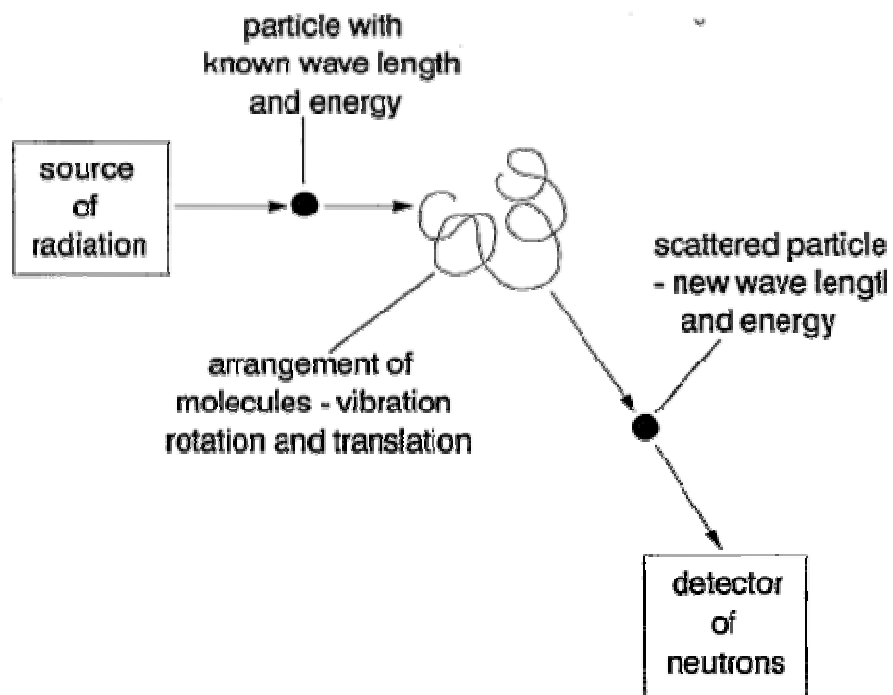 particle with
known wave length
and energy
source
of
radiation
scattered particle
- new wave length
and energy
arrangement of
molecules - vibration
rotation and translation
detector
of
neutrons